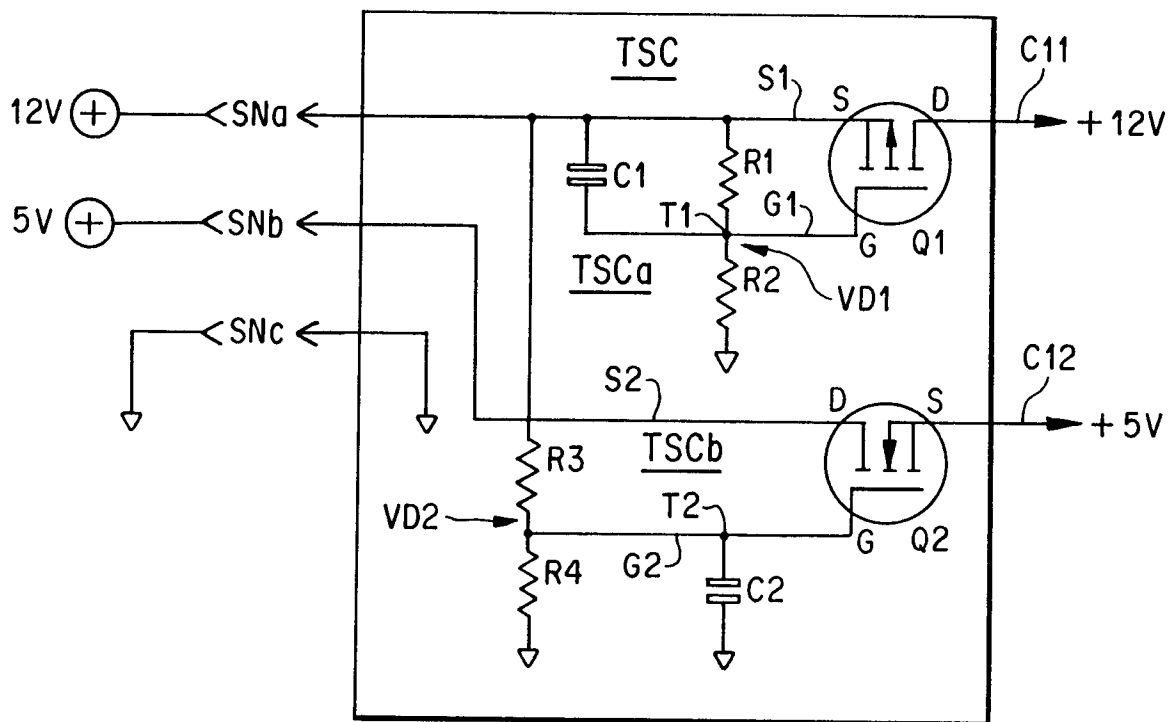 TSC
C11
S1
S
D
12V
SNa
+12V
R1
C1
T1
G1
5V
SNb
G
Q1
TSCa
R2
VD1
SNc
S2
C12
D
S
+5V
R3
TSCb
T2
VD2
G
Q2
G2
R4
C2